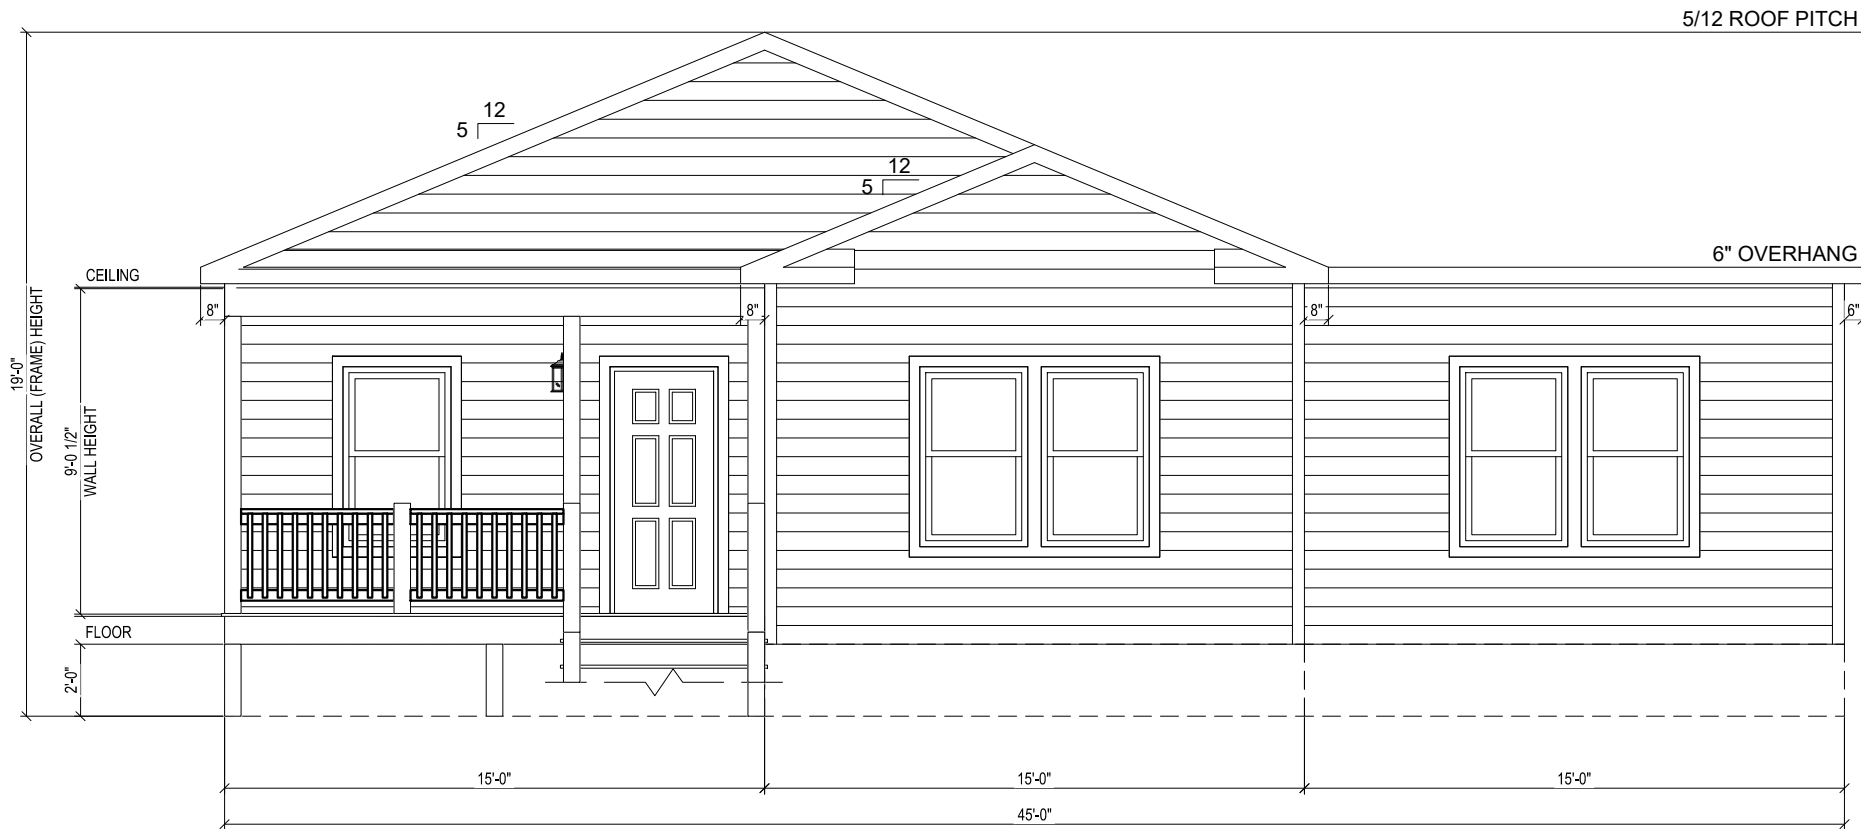 5/12 ROOF PITCH
12
5
12
5
6" OVERHANG
CEILING
8"
8"
8"
6"
19'-0"
OVERALL (FRAME) HEIGHT
9'-0 1/2"
WALL HEIGHT
FLOOR
2'-0"
15'-0"
15'-0"
15'-0"
45'-0"